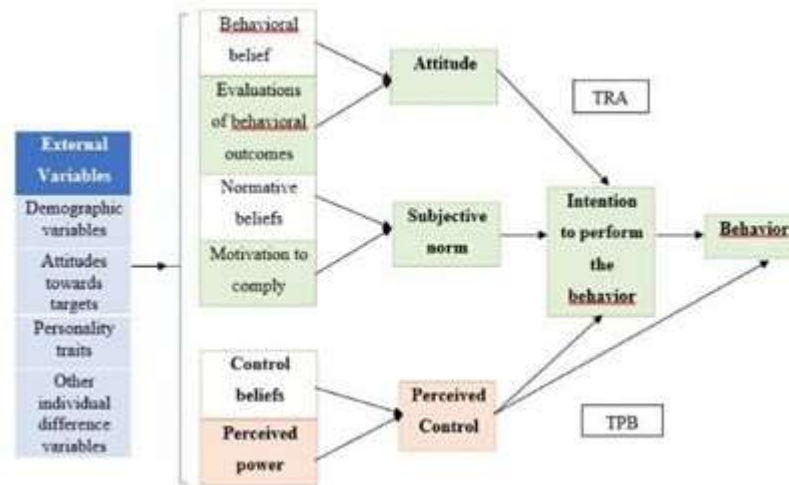 External
Variables
Demographic
variables
Attitudes
towards
targets
Personality
traits
Other
individual
difference
variables
Behavioral
belief
Evaluations
of behavioral
outcomes
Normative
beliefs
Motivation to
comply
Control
beliefs
Perceived
power
Attitude
Subjective
norm
Perceived
Control
TRA
Intention
to perform
the
behavior
Behavior
TPB